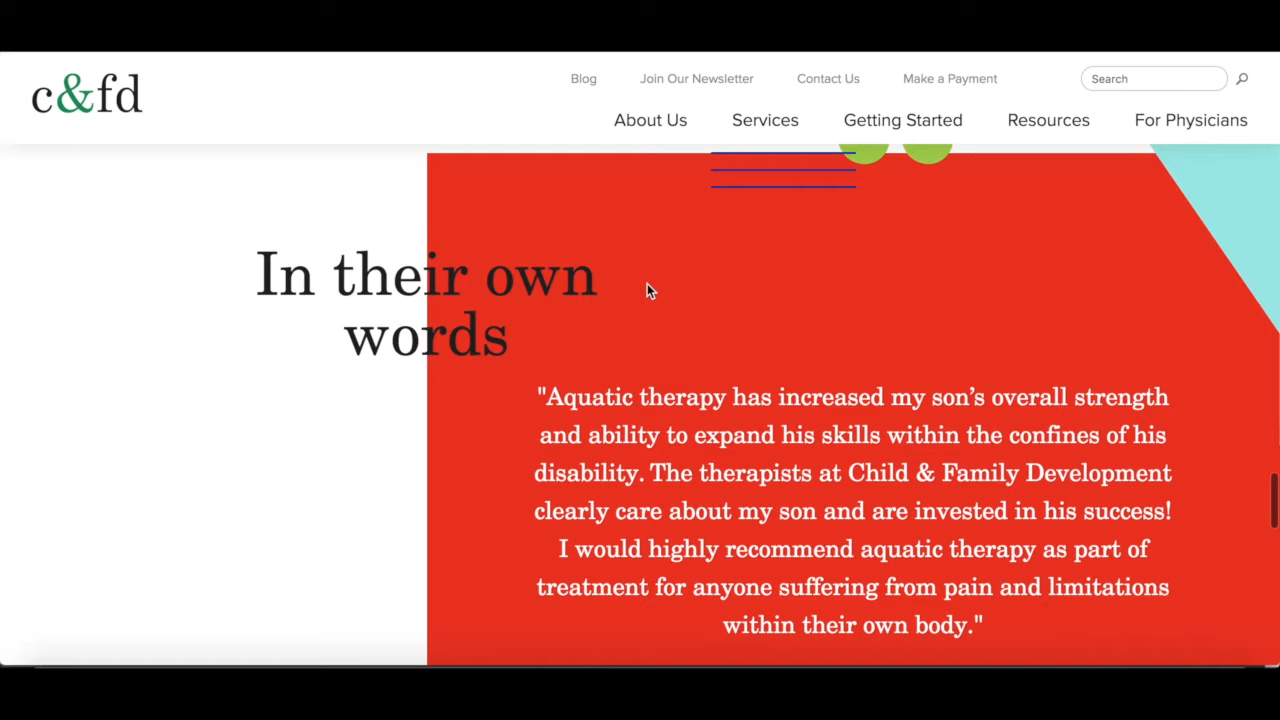 c&fd
Blog
Join Our Newsletter
Contact Us
Make a Payment
Search
About Us
Services
Getting Started
Resources
For Physicians
In their own
words
"Aquatic therapy has increased my son’s overall strength
and ability to expand his skills within the confines of his
disability. The therapists at Child & Family Development
clearly care about my son and are invested in his success!
I would highly recommend aquatic therapy as part of
treatment for anyone suffering from pain and limitations
within their own body."